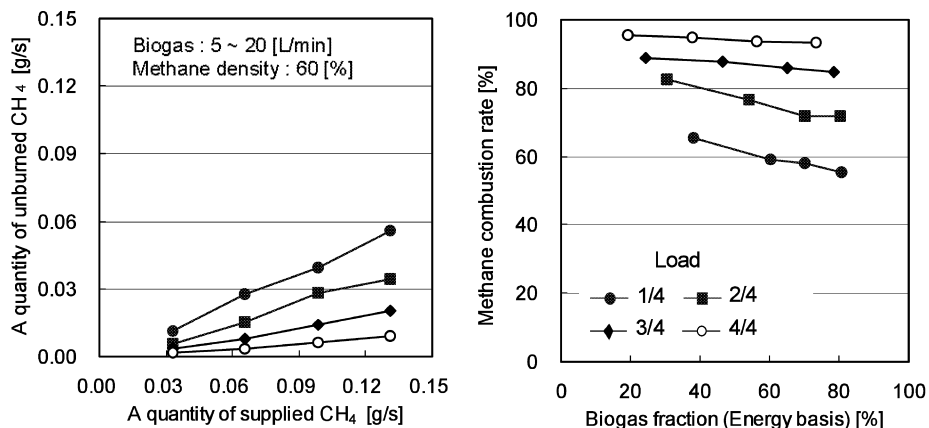 0.15
0.12
0.09
0.06
0.03
0.00
A quantity of unburned CH 4 [g/s]
Biogas : 5 ~ 20 [L/min]
Methane density : 60 [%]
0.00 0.03 0.06 0.09 0.12 0.15
A quantity of supplied CH4 [g/s]
100
80
60
40
20
0
Methane combustion rate [%]
Load
1/4 2/4
3/4 4/4
0 20 40 60 80 100
Biogas fraction (Energy basis) [%]